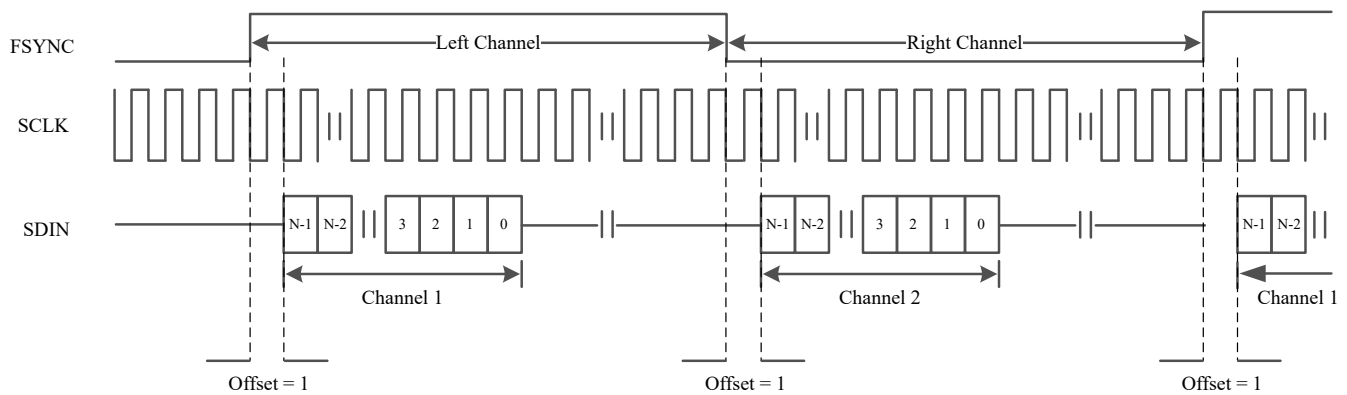 FSYNC
Left Channel
Right Channel
SCLK
SDIN
N-1 N-2 3 2 1 0
N-1 N-2 3 2 1 0
N-1 N-2
Channel 1
Channel 2
Channel 1
Offset = 1
Offset = 1
Offset = 1